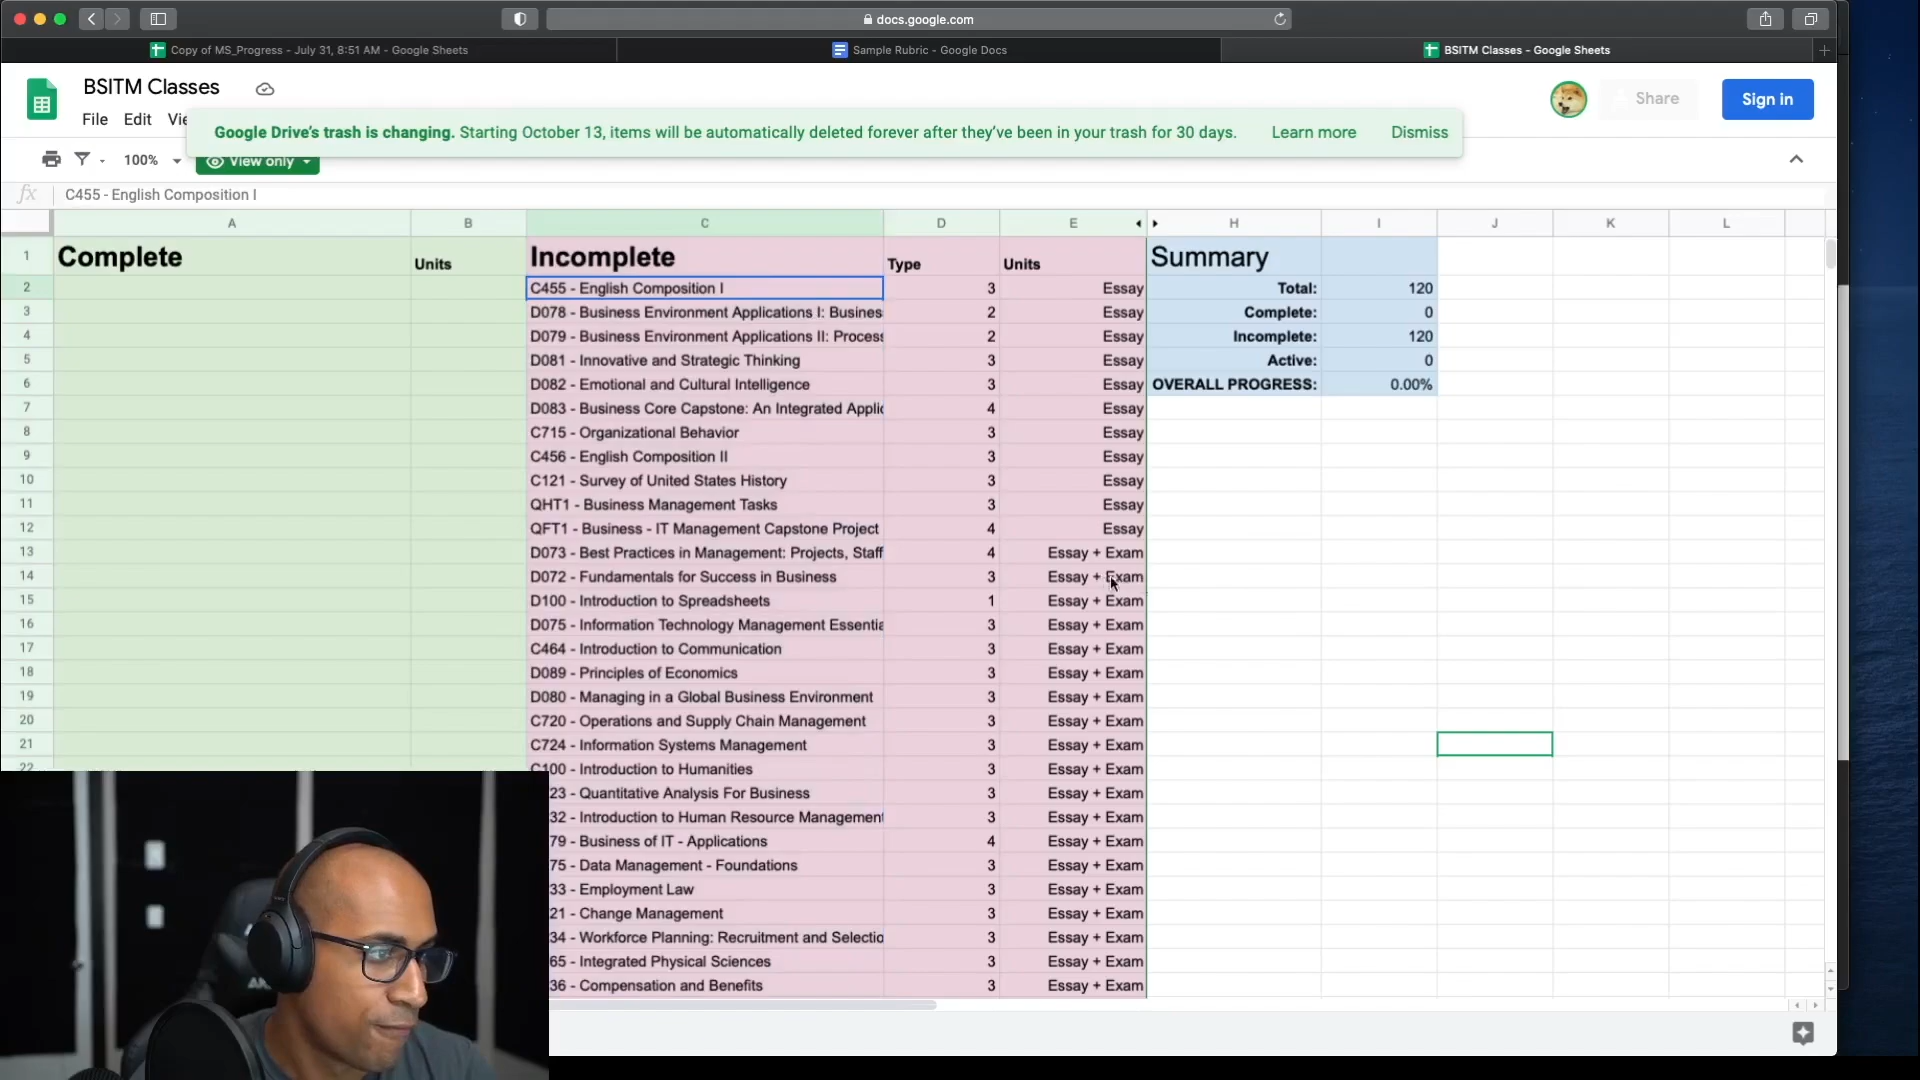 docs.google.com
Copy of MS_Progress - July 31, 8:51 AM - Google Sheets
Sample Rubric - Google Docs
BSITM Classes - Google Sheets
BSITM Classes
Share
Sign in
File Edit
Google Drive's trash is changing. Starting October 13, items will be automatically deleted forever after they've been in your trash for 30 days. Learn more Dismiss
100% View only
fx C455 - English Composition I
A B C D E H I J K L
1 Complete Units Incomplete Type Units Summary
2 C455 - English Composition I 3 Essay Total: 120
3 D078 - Business Environment Applications I: Busines 2 Essay Complete: 0
4 D079 - Business Environment Applications II: Process 2 Essay Incomplete: 120
5 D081 - Innovative and Strategic Thinking 3 Essay Active: 0
6 D082 - Emotional and Cultural Intelligence 3 Essay OVERALL PROGRESS: 0.00%
7 D083 - Business Core Capstone: An Integrated Applic 4 Essay
8 C715 - Organizational Behavior 3 Essay
9 C456 - English Composition II 3 Essay
10 C121 - Survey of United States History 3 Essay
11 QHT1 - Business Management Tasks 3 Essay
12 QFT1 - Business - IT Management Capstone Project 4 Essay
13 D073 - Best Practices in Management: Projects, Staff 4 Essay + Exam
14 D072 - Fundamentals for Success in Business 3 Essay + Exam
15 D100 - Introduction to Spreadsheets 1 Essay + Exam
16 D075 - Information Technology Management Essentia 3 Essay + Exam
17 C464 - Introduction to Communication 3 Essay + Exam
18 D089 - Principles of Economics 3 Essay + Exam
19 D080 - Managing in a Global Business Environment 3 Essay + Exam
20 C720 - Operations and Supply Chain Management 3 Essay + Exam
21 C724 - Information Systems Management 3 Essay + Exam
22 C100 - Introduction to Humanities 3 Essay + Exam
23 - Quantitative Analysis For Business 3 Essay + Exam
32 - Introduction to Human Resource Management 3 Essay + Exam
79 - Business of IT - Applications 4 Essay + Exam
75 - Data Management - Foundations 3 Essay + Exam
33 - Employment Law 3 Essay + Exam
21 - Change Management 3 Essay + Exam
34 - Workforce Planning: Recruitment and Selectio 3 Essay + Exam
65 - Integrated Physical Sciences 3 Essay + Exam
36 - Compensation and Benefits 3 Essay + Exam